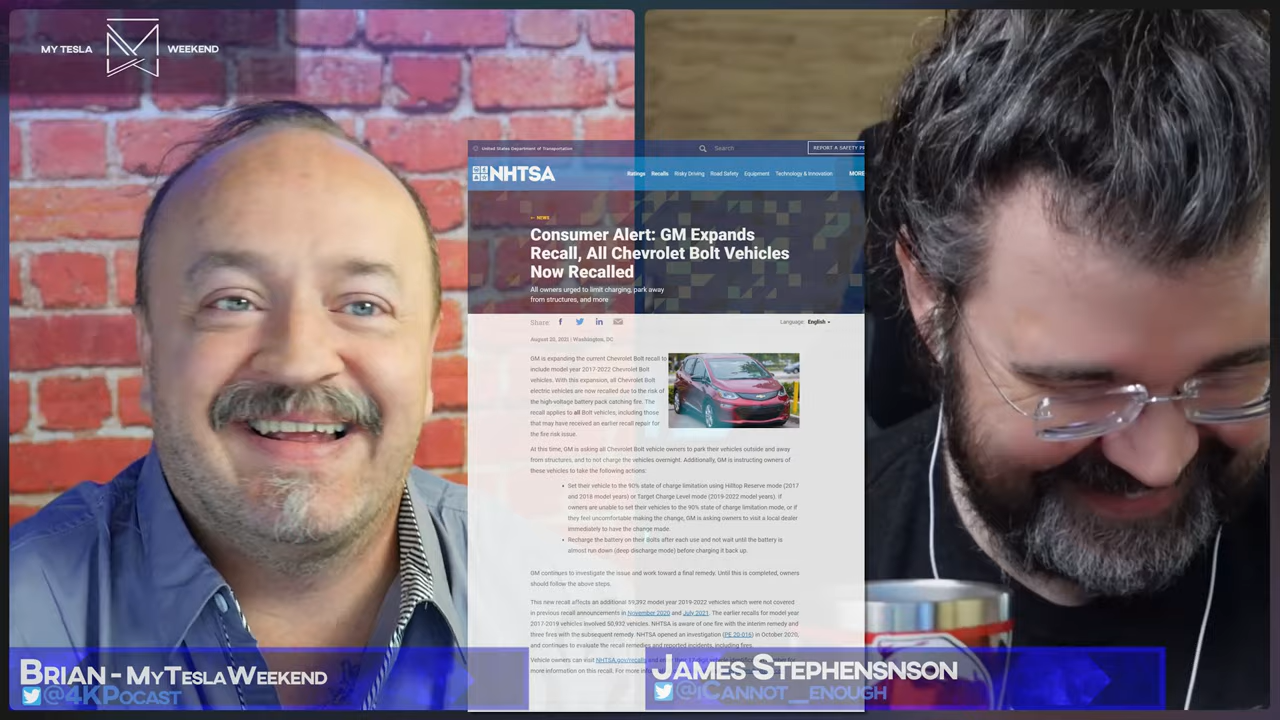 MY TESLA WEEKEND
United States Department of Transportation
Search
REPORT A SAFETY PR
NHTSA
Ratings Recalls Risky Driving Road Safety Equipment Technology & Innovation MORE
← NEWS
Consumer Alert: GM Expands
Recall, All Chevrolet Bolt Vehicles
Now Recalled
All owners urged to limit charging, park away
from structures, and more
Share:
Language: English
August 20, 2021 | Washington, DC
GM is expanding the current Chevrolet Bolt recall to
include model year 2017-2022 Chevrolet Bolt
vehicles. With this expansion, all Chevrolet Bolt
electric vehicles are now recalled due to the risk of
the high-voltage battery pack catching fire. The
recall applies to all Bolt vehicles, including those
that may have received an earlier recall repair for
the fire risk issue.
At this time, GM is asking all Chevrolet Bolt vehicle owners to park their vehicles outside and away
from structures, and to not charge the vehicles overnight. Additionally, GM is instructing owners of
these vehicles to take the following actions:
• Set their vehicle to the 90% state of charge limitation using Hilltop Reserve mode (2017
and 2018 model years) or Target Charge Level mode (2019-2022 model years). If
owners are unable to set their vehicles to the 90% state of charge limitation mode, or if
they feel uncomfortable making the change, GM is asking owners to visit a local dealer
immediately to have the change made.
• Recharge the battery on their Bolts after each use and not wait until the battery is
almost run down (deep discharge mode) before charging it back up.
GM continues to investigate the issue and work toward a final remedy. Until this is completed, owners
should follow the above steps.
This new recall affects an additional 59,392 model year 2019-2022 vehicles which were not covered
in previous recall announcements in November 2020 and July 2021. The earlier recalls for model year
2017-2019 vehicles involved 50,932 vehicles. NHTSA is aware of one fire with the interim remedy and
three fires with the subsequent remedy. NHTSA opened an investigation (PE 20-016) in October 2020,
and continues to evaluate the recall remedies and reported incidents, including fires.
Vehicle owners can visit NHTSA.gov/recalls
more information on this recall. For more
BRIAN - MYTESLAWEEKEND
@4KPOCAST
JAMES STEPHENSNSON
@ICANNOT_ENOUGH